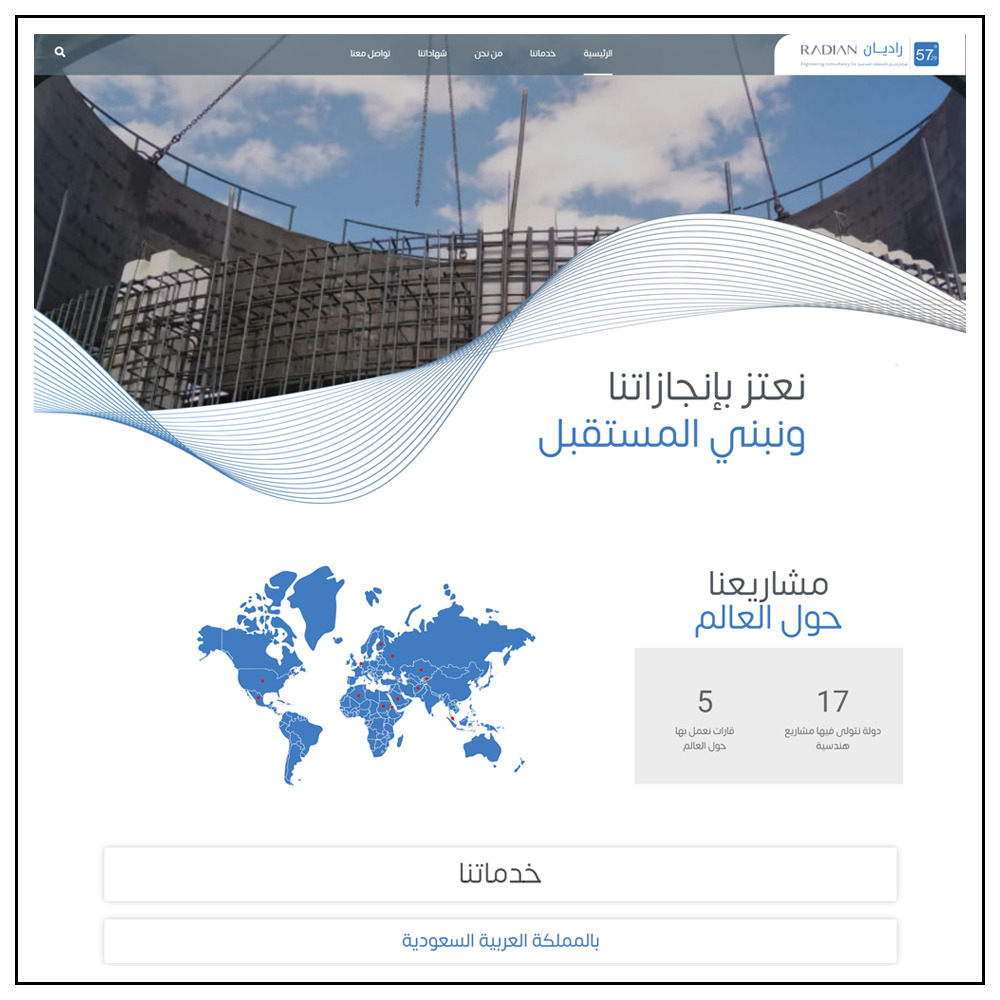 57.29
راديـان RADIAN
Engineering Consultancy Co.
الرئيسية خدماتنا من نحن شهاداتنا تواصل معنا
نعتز بإنجازاتنا
ونبني المستقبل
مشاريعنا
حول العالم
17
دولة نتولى فيها مشاريع
هندسية
5
قارات نعمل بها
حول العالم
خدماتنا
بالمملكة العربية السعودية